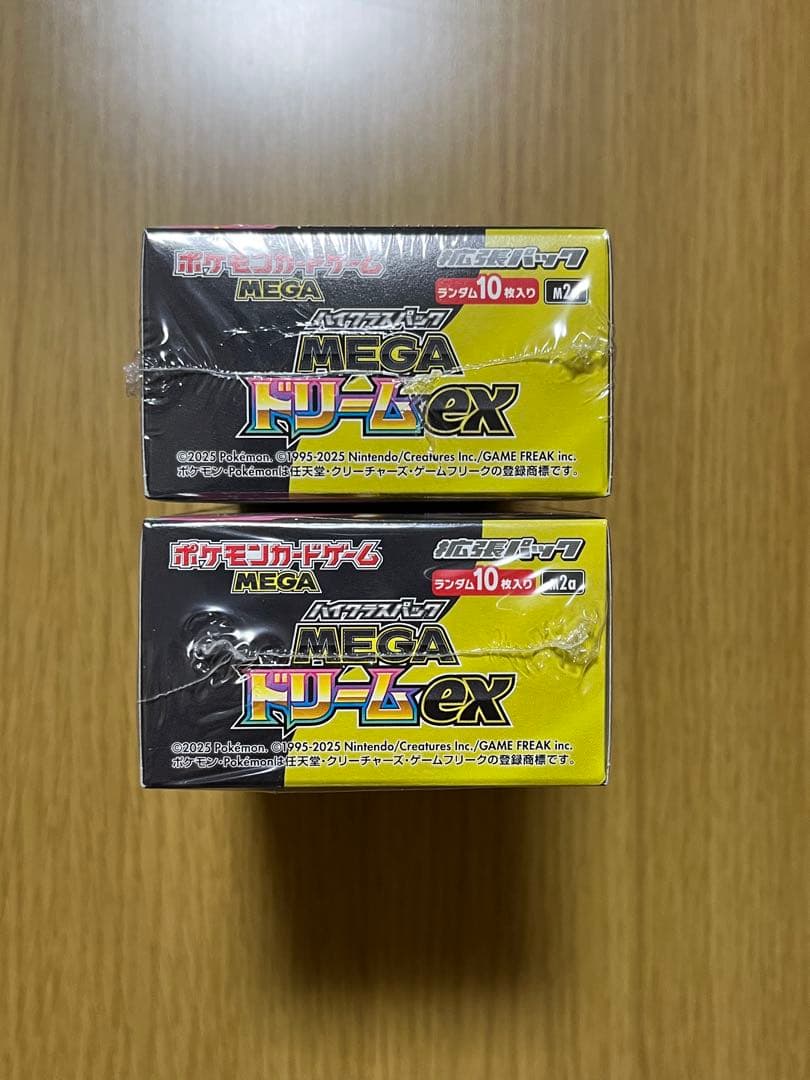 ポケモンカードゲーム
MEGA
拡張パック
ランダム10枚入り
ハイクラスパック
MEGA
ドリームex
©2025 Pokémon. ©1995-2025 Nintendo/Creatures Inc./GAME FREAK inc.
ポケモン・Pokémonは任天堂・クリーチャーズ・ゲームフリークの登録商標です。
ポケモンカードゲーム
MEGA
拡張パック
ランダム10枚入り M2a
ハイクラスパック
MEGA
ドリームex
©2025 Pokémon. ©1995-2025 Nintendo/Creatures Inc./GAME FREAK inc.
ポケモン・Pokémonは任天堂・クリーチャーズ・ゲームフリークの登録商標です。